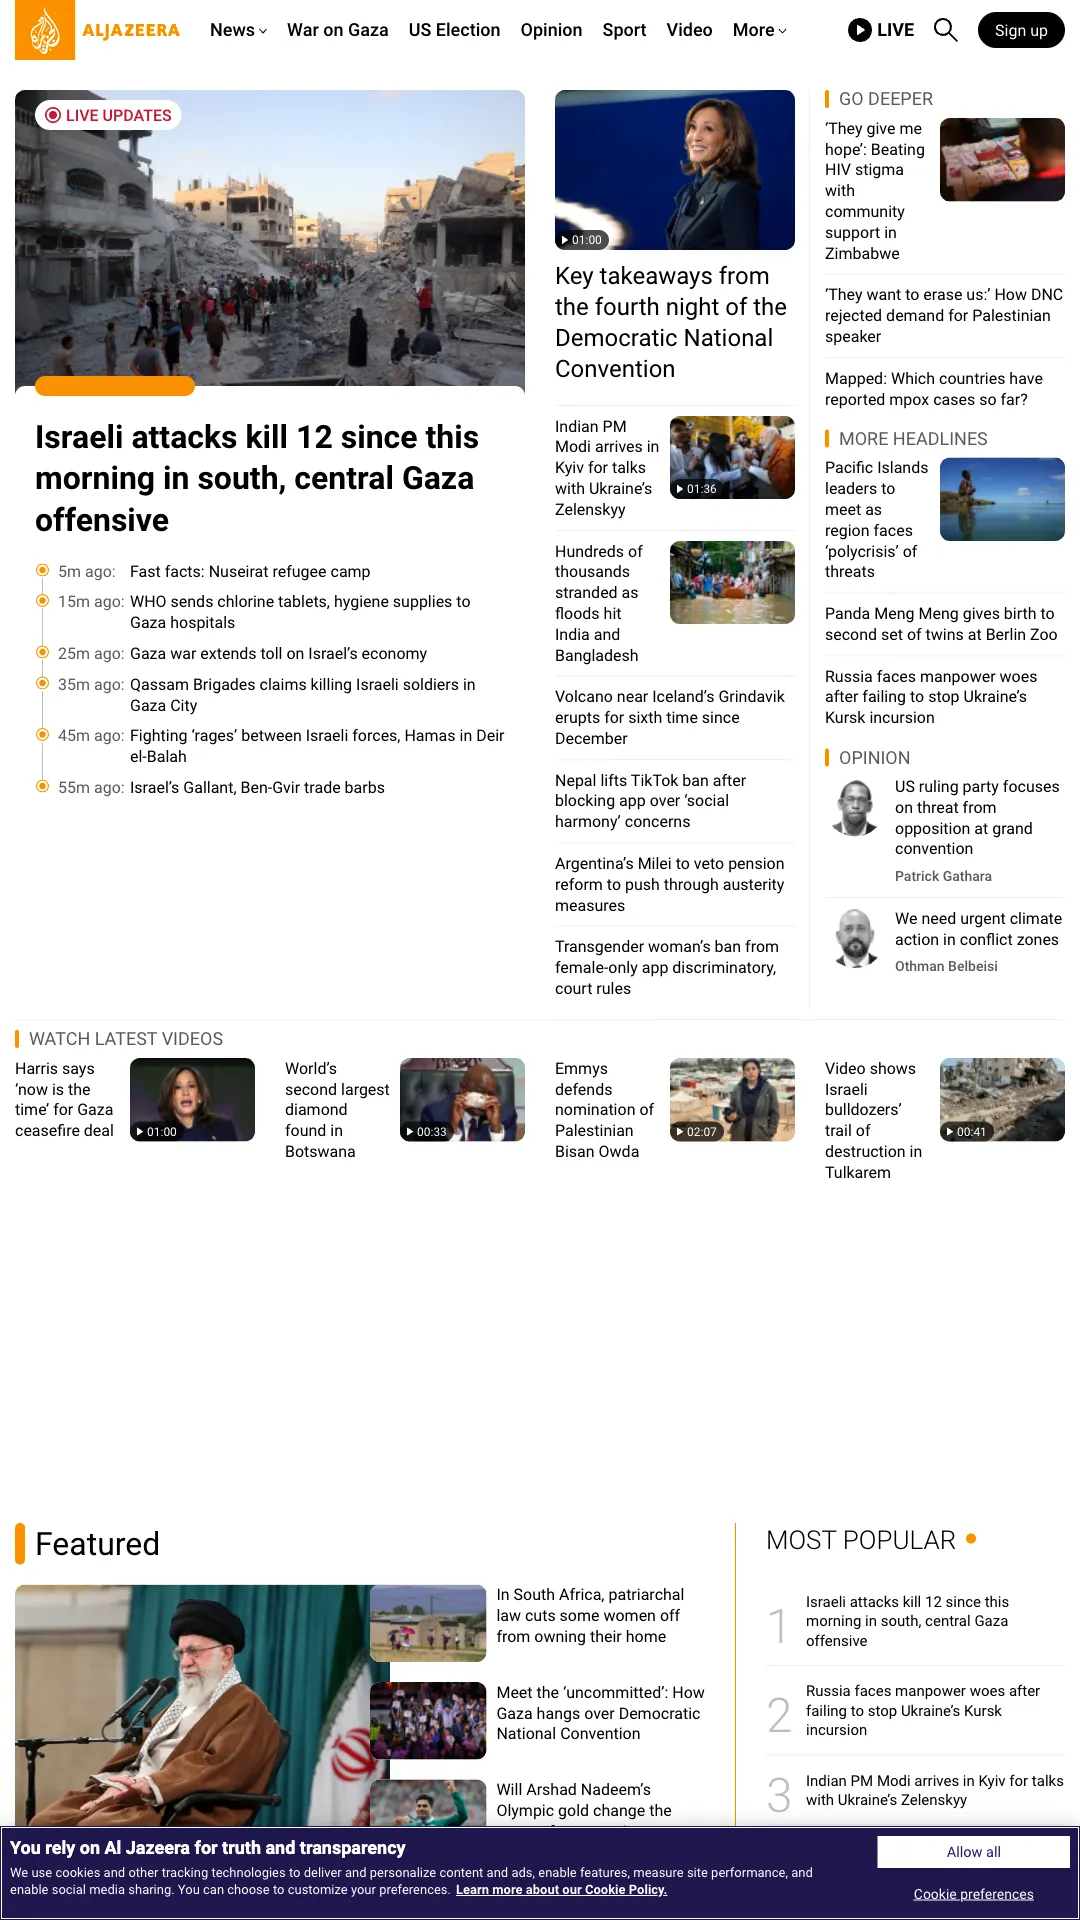 ALJAZEERA
News
War on Gaza
US Election
Opinion
Sport
Video
More
LIVE
Sign up
LIVE UPDATES
Israeli attacks kill 12 since this
morning in south, central Gaza
offensive
5m ago: Fast facts: Nuseirat refugee camp
15m ago: WHO sends chlorine tablets, hygiene supplies to
Gaza hospitals
25m ago: Gaza war extends toll on Israel’s economy
35m ago: Qassam Brigades claims killing Israeli soldiers in
Gaza City
45m ago: Fighting ‘rages’ between Israeli forces, Hamas in Deir
el-Balah
55m ago: Israel’s Gallant, Ben-Gvir trade barbs
01:00
Key takeaways from
the fourth night of the
Democratic National
Convention
Indian PM
Modi arrives in
Kyiv for talks
with Ukraine’s
Zelenskyy
01:36
Hundreds of
thousands
stranded as
floods hit
India and
Bangladesh
Volcano near Iceland’s Grindavik
erupts for sixth time since
December
Nepal lifts TikTok ban after
blocking app over ‘social
harmony’ concerns
Argentina’s Milei to veto pension
reform to push through austerity
measures
Transgender woman’s ban from
female-only app discriminatory,
court rules
GO DEEPER
‘They give me
hope’: Beating
HIV stigma
with
community
support in
Zimbabwe
‘They want to erase us:’ How DNC
rejected demand for Palestinian
speaker
Mapped: Which countries have
reported mpox cases so far?
MORE HEADLINES
Pacific Islands
leaders to
meet as
region faces
‘polycrisis’ of
threats
Panda Meng Meng gives birth to
second set of twins at Berlin Zoo
Russia faces manpower woes
after failing to stop Ukraine’s
Kursk incursion
OPINION
US ruling party focuses
on threat from
opposition at grand
convention
Patrick Gathara
We need urgent climate
action in conflict zones
Othman Belbeisi
WATCH LATEST VIDEOS
Harris says
‘now is the
time’ for Gaza
ceasefire deal
01:00
World’s
second largest
diamond
found in
Botswana
00:33
Emmys
defends
nomination of
Palestinian
Bisan Owda
02:07
Video shows
Israeli
bulldozers’
trail of
destruction in
Tulkarem
00:41
Featured
In South Africa, patriarchal
law cuts some women off
from owning their home
Meet the ‘uncommitted’: How
Gaza hangs over Democratic
National Convention
Will Arshad Nadeem’s
Olympic gold change the
MOST POPULAR
1
Israeli attacks kill 12 since this
morning in south, central Gaza
offensive
2
Russia faces manpower woes after
failing to stop Ukraine’s Kursk
incursion
3
Indian PM Modi arrives in Kyiv for talks
with Ukraine’s Zelenskyy
You rely on Al Jazeera for truth and transparency
We use cookies and other tracking technologies to deliver and personalize content and ads, enable features, measure site performance, and
enable social media sharing. You can choose to customize your preferences. Learn more about our Cookie Policy.
Allow all
Cookie preferences